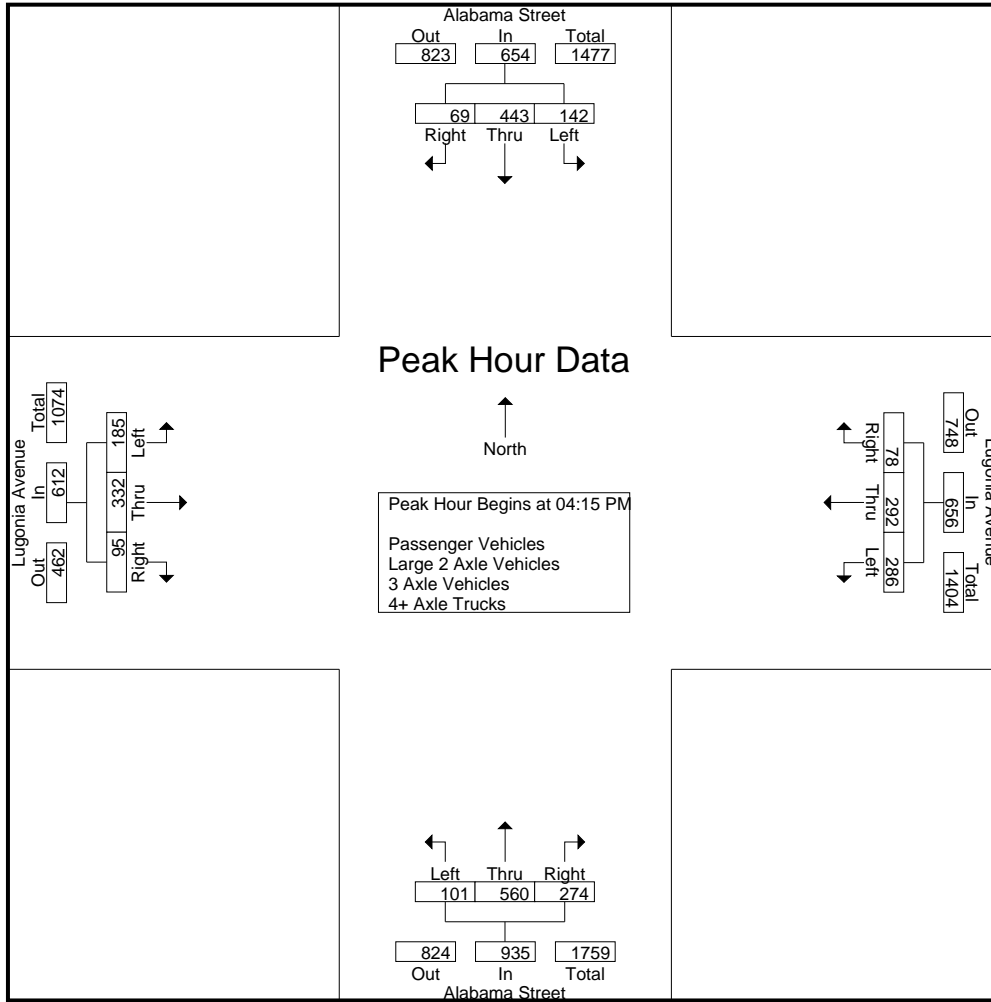 Alabama Street
Out In Total
823 654 1477
69 443 142
Right Thru Left
Peak Hour Data
North
Peak Hour Begins at 04:15 PM
Passenger Vehicles
Large 2 Axle Vehicles
3 Axle Vehicles
4+ Axle Trucks
Lugonia Avenue
Out In Total
462 612 1074
95 332 185
Right Thru Left
Lugonia Avenue
Out In Total
748 656 1404
78 292 286
Right Thru Left
Left Thru Right
101 560 274
824 935 1759
Out In Total
Alabama Street